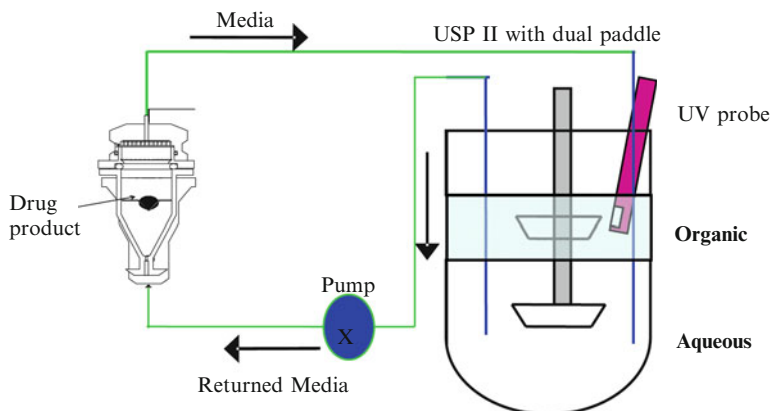 Media
USP II with dual paddle
UV probe
Drug
product
Organic
Pump
X
Aqueous
Returned Media